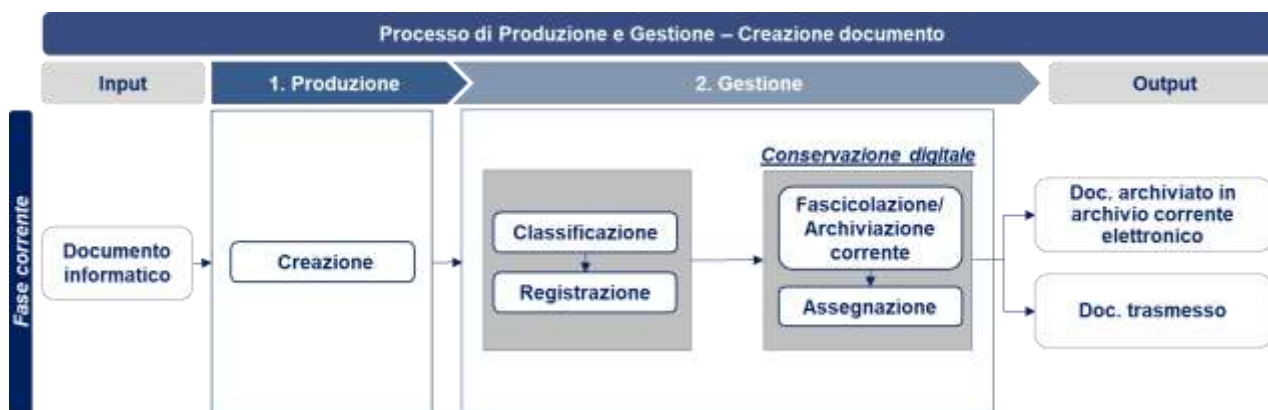 Processo di Produzione e Gestione – Creazione documento
Input
1. Produzione
2. Gestione
Output
Fase corrente
Documento
informatico
Creazione
Classificazione
Registrazione
Conservazione digitale
Fascicolazione/
Archiviazione
corrente
Assegnazione
Doc. archiviato in
archivio corrente
elettronico
Doc. trasmesso